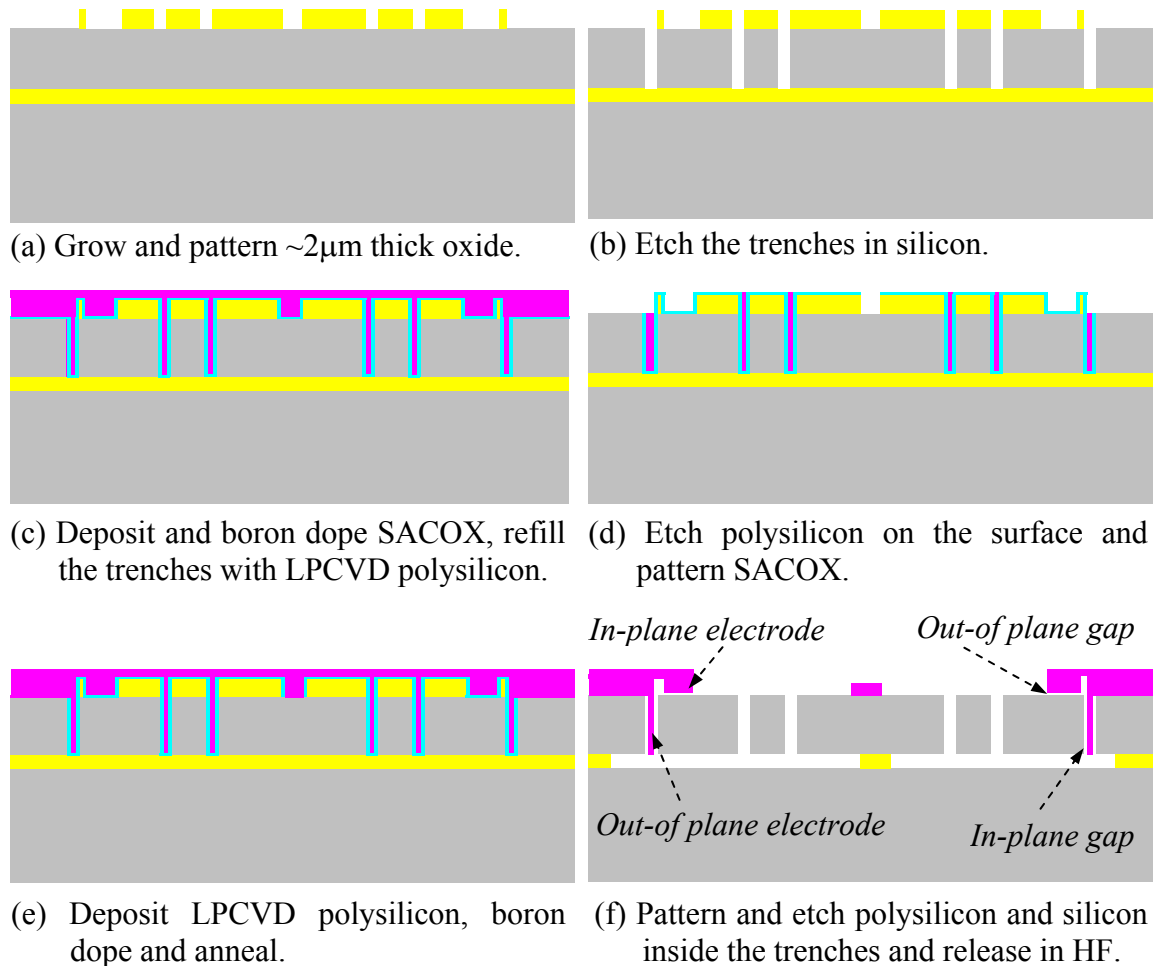 (a) Grow and pattern ~2μm thick oxide.
(b) Etch the trenches in silicon.
(c) Deposit and boron dope SACOX, refill
the trenches with LPCVD polysilicon.
(d) Etch polysilicon on the surface and
pattern SACOX.
In-plane electrode
Out-of plane gap
Out-of plane electrode
In-plane gap
(e) Deposit LPCVD polysilicon, boron
dope and anneal.
(f) Pattern and etch polysilicon and silicon
inside the trenches and release in HF.